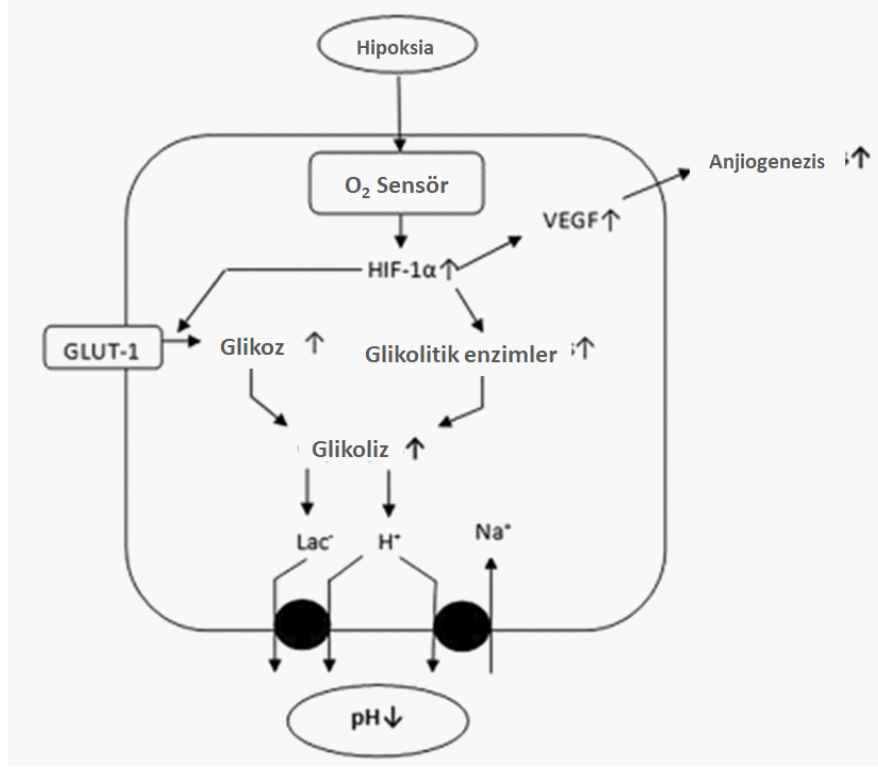 Hipoksia
O₂ Sensör
Anjiogenezis ↑
VEGF↑
HIF-1α↑
GLUT-1
Glikoz ↑
Glikolitik enzimler ↑
Glikoliz ↑
Lac⁻
H⁺
Na⁺
pH↓